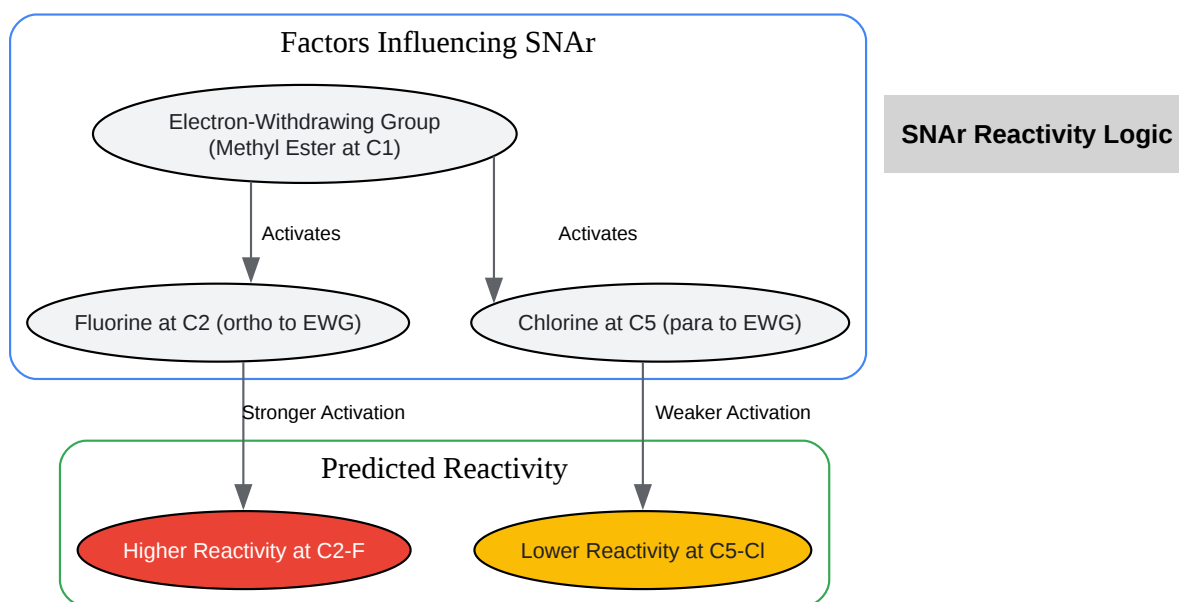 Factors Influencing SNAr
Electron-Withdrawing Group
(Methyl Ester at C1)
SNAr Reactivity Logic
Activates
Activates
Fluorine at C2 (ortho to EWG)
Chlorine at C5 (para to EWG)
Stronger Activation
Weaker Activation
Predicted Reactivity
Higher Reactivity at C2-F
Lower Reactivity at C5-Cl